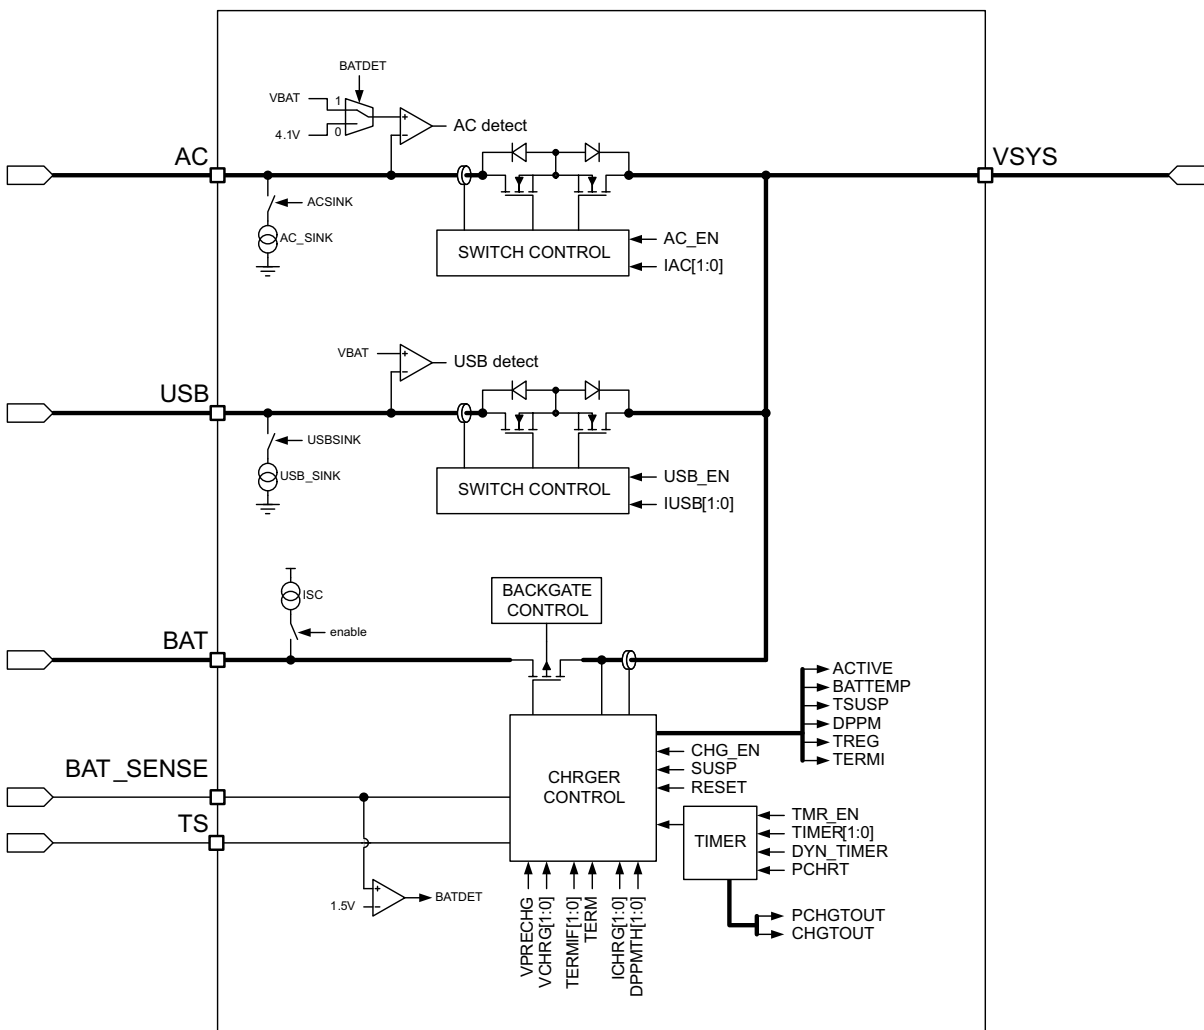 BATDET
VBAT
1
4.1V
0
+
−
AC detect
AC
VSYS
ACSINK
AC_SINK
SWITCH CONTROL
AC_EN
IAC[1:0]
VBAT
+
−
USB detect
USB
USBSINK
USB_SINK
SWITCH CONTROL
USB_EN
IUSB[1:0]
ISC
enable
BACKGATE
CONTROL
BAT
ACTIVE
BATTEMP
TSUSP
DPPM
TREG
TERMI
CHG_EN
SUSP
RESET
CHRGER
CONTROL
BAT_SENSE
TS
TIMER
TMR_EN
TIMER[1:0]
DYN_TIMER
PCHRT
+
−
1.5V
BATDET
VPRECHG
VCHRG[1:0]
TERMIF[1:0]
TERM
ICHRG[1:0]
DPPMTH[1:0]
PCHGTOUT
CHGTOUT